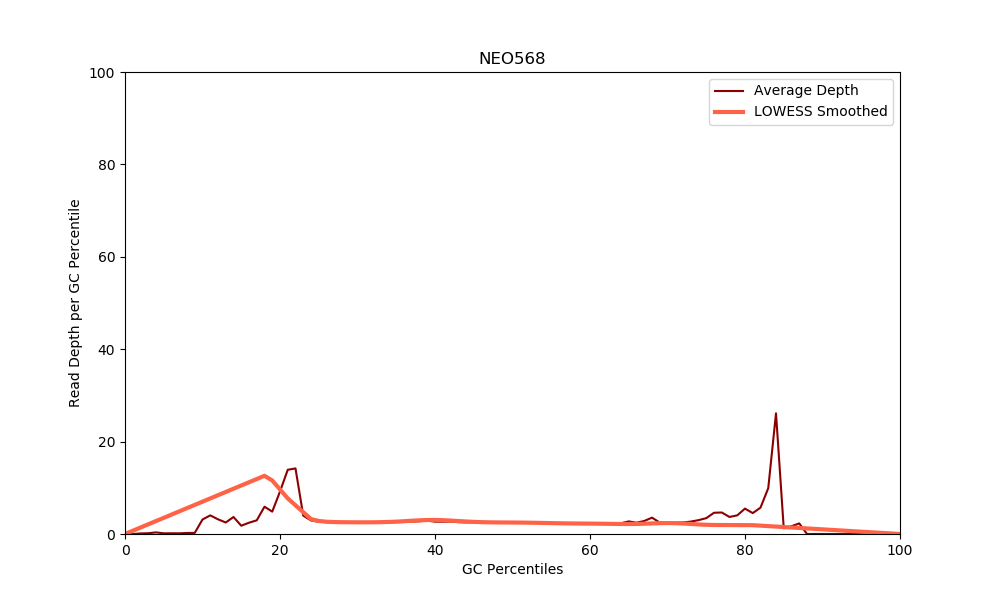 NEO568
Average Depth
LOWESS Smoothed
Read Depth per GC Percentile
100
80
60
40
20
0
0 20 40 60 80 100
GC Percentiles